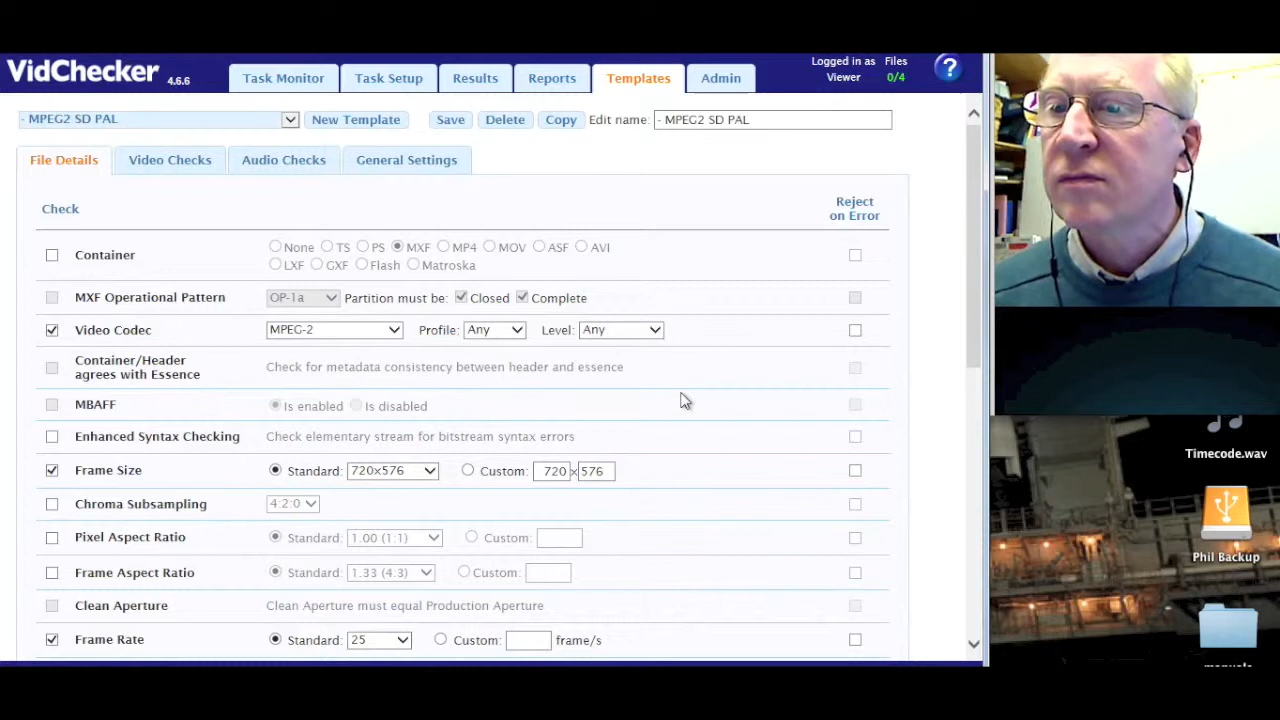 VidChecker 4.6.6
Task Monitor Task Setup Results Reports Templates Admin
Logged in as Files
Viewer 0/4
?
- MPEG2 SD PAL New Template Save Delete Copy Edit name: - MPEG2 SD PAL
File Details Video Checks Audio Checks General Settings
Check Reject
on Error
Container None TS PS MXF MP4 MOV ASF AVI
LXF GXF Flash Matroska
MXF Operational Pattern OP-1a Partition must be: Closed Complete
Video Codec MPEG-2 Profile: Any Level: Any
Container/Header
agrees with Essence Check for metadata consistency between header and essence
MBAFF Is enabled Is disabled
Enhanced Syntax Checking Check elementary stream for bitstream syntax errors
Frame Size Standard: 720x576 Custom: 720 x 576
Chroma Subsampling 4:2:0
Pixel Aspect Ratio Standard: 1.00 (1:1) Custom:
Frame Aspect Ratio Standard: 1.33 (4:3) Custom:
Clean Aperture Clean Aperture must equal Production Aperture
Frame Rate Standard: 25 Custom: frame/s
Timecode.wav
Phil Backup